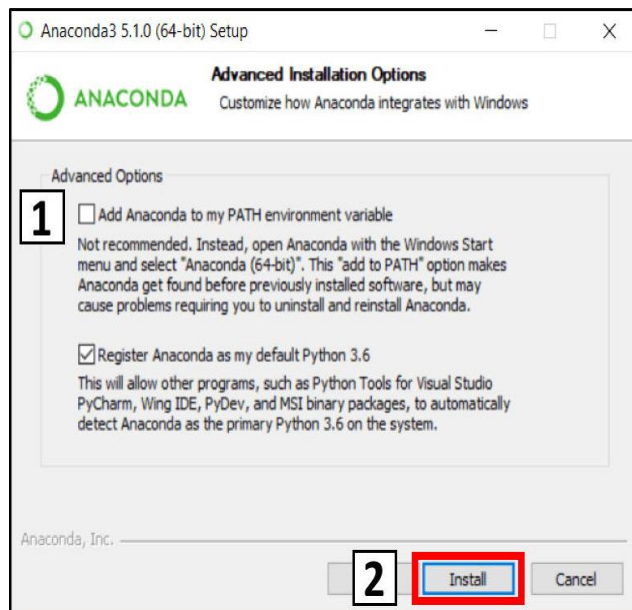 Anaconda3 5.1.0 (64-bit) Setup
ANACONDA
Advanced Installation Options
Customize how Anaconda integrates with Windows
Advanced Options
1
Add Anaconda to my PATH environment variable
Not recommended. Instead, open Anaconda with the Windows Start
menu and select "Anaconda (64-bit)". This "add to PATH" option makes
Anaconda get found before previously installed software, but may
cause problems requiring you to uninstall and reinstall Anaconda.
Register Anaconda as my default Python 3.6
This will allow other programs, such as Python Tools for Visual Studio
PyCharm, Wing IDE, PyDev, and MSI binary packages, to automatically
detect Anaconda as the primary Python 3.6 on the system.
Anaconda, Inc.
2
Install
Cancel